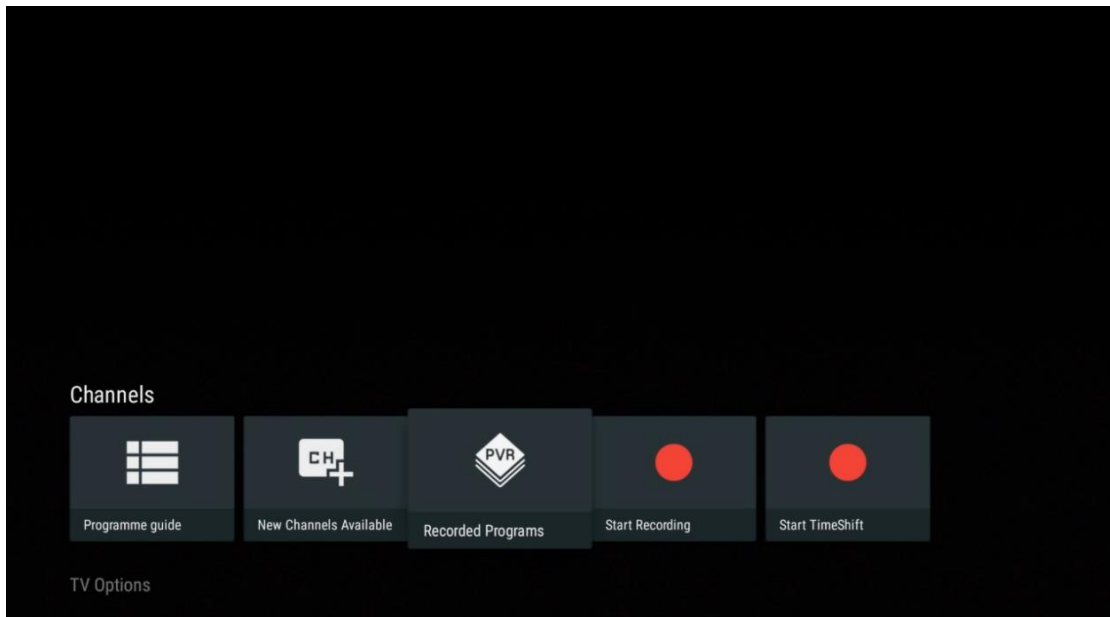 Channels
CH
PVR
Programme guide
New Channels Available
Recorded Programs
Start Recording
Start TimeShift
TV Options